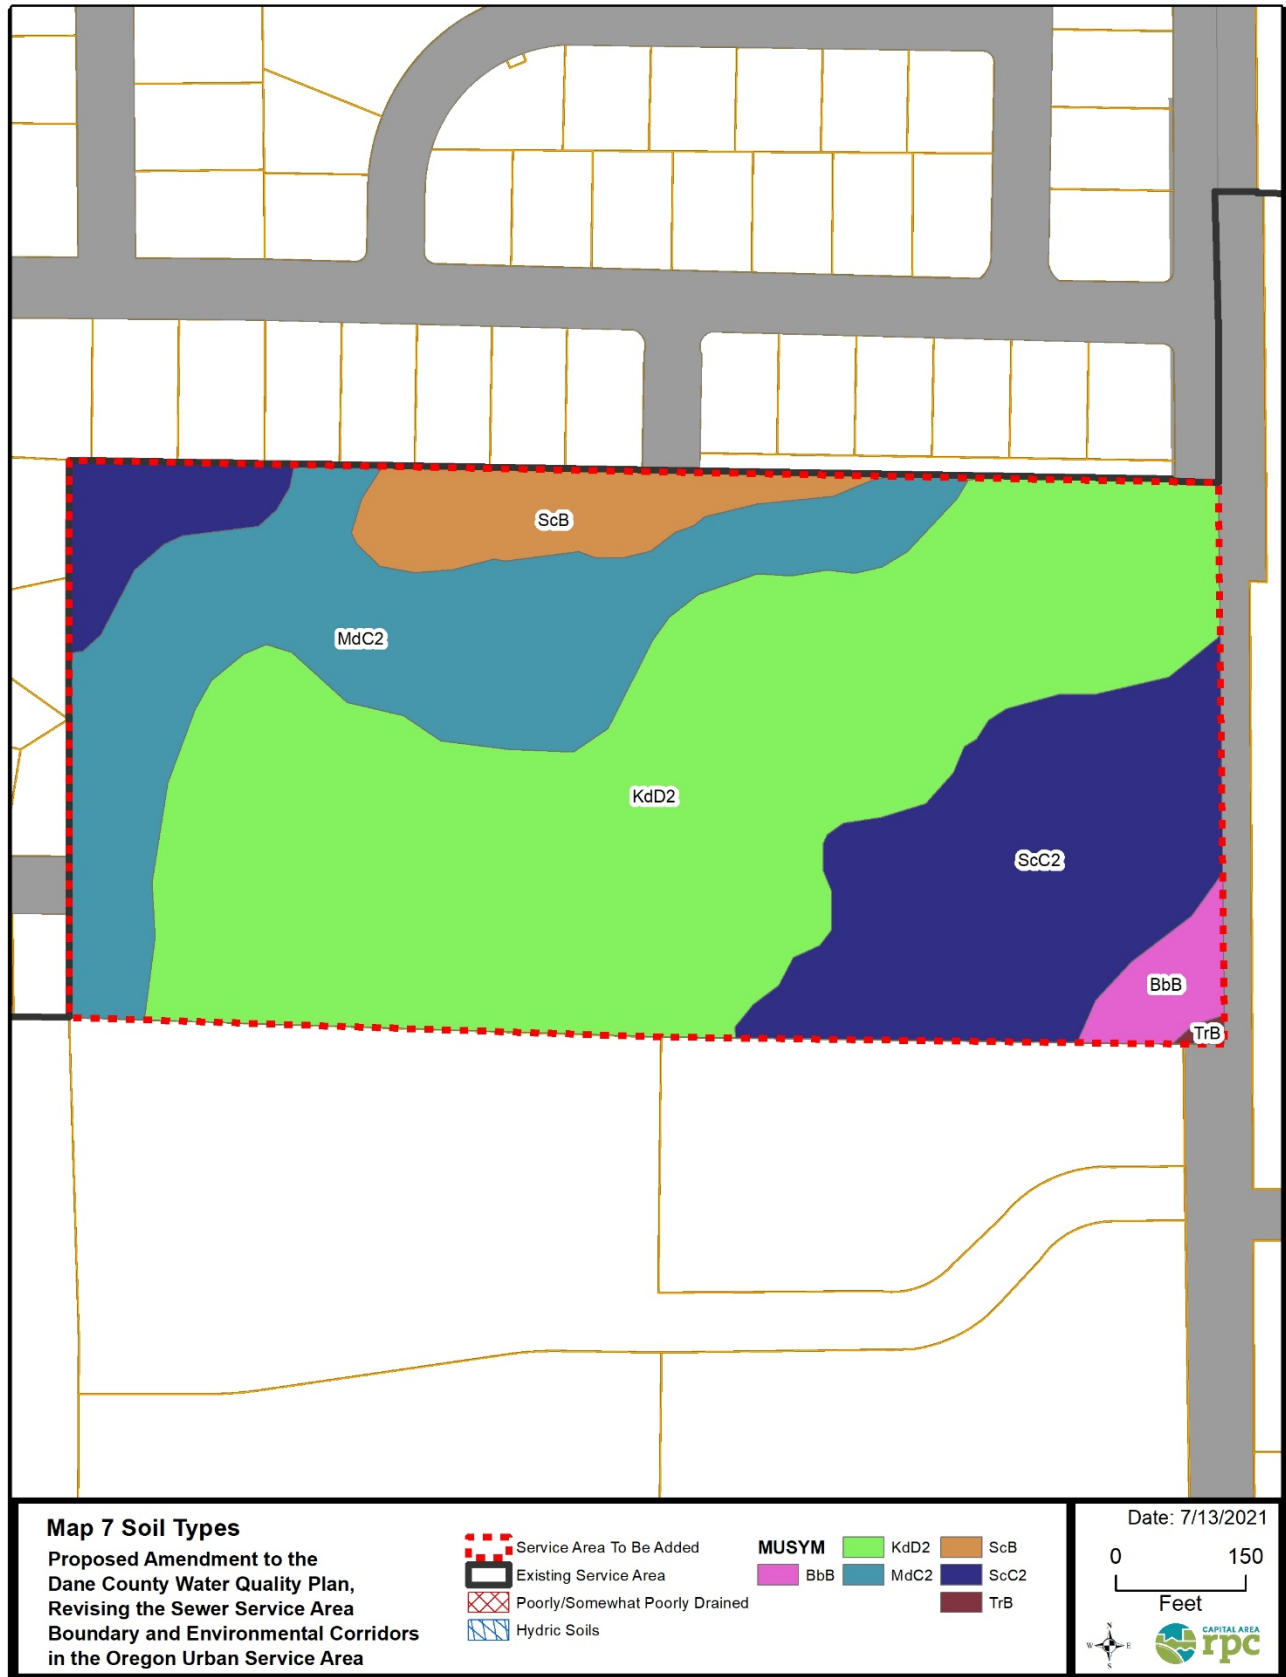 ScB
MdC2
KdD2
ScC2
BbB
TrB
Map 7 Soil Types
Proposed Amendment to the
Dane County Water Quality Plan,
Revising the Sewer Service Area
Boundary and Environmental Corridors
in the Oregon Urban Service Area
Service Area To Be Added
Existing Service Area
Poorly/Somewhat Poorly Drained
Hydric Soils
MUSYM
BbB
KdD2
MdC2
ScB
ScC2
TrB
Date: 7/13/2021
0 150
Feet
N
W E
S
CAPITAL AREA
rpc